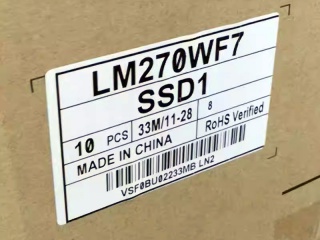 LM270WF7
SSD1
10 PCS 33M/11-28 8
MADE IN CHINA RoHS Verified
VSF0BU02233MB LN2